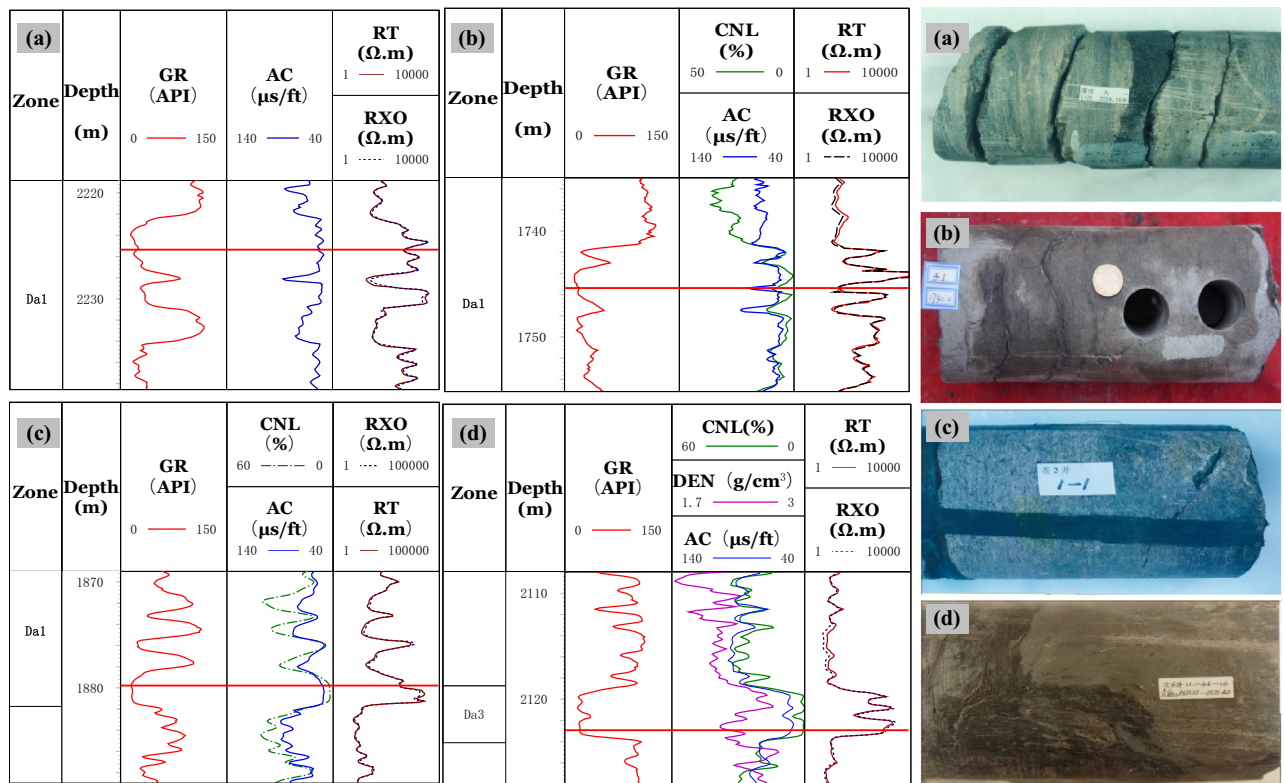 (a)
Zone
Depth
(m)
GR
(API)
0 150
AC
(μs/ft)
140 40
RT
(Ω.m)
1 10000
RXO
(Ω.m)
1 10000
2220
2230
Da1
(b)
Zone
Depth
(m)
GR
(API)
0 150
CNL
(%)
50 0
AC
(μs/ft)
140 40
RT
(Ω.m)
1 10000
RXO
(Ω.m)
1 10000
1740
1750
Da1
(c)
Zone
Depth
(m)
GR
(API)
0 150
CNL
(%)
60 0
AC
(μs/ft)
140 40
RXO
(Ω.m)
1 100000
RT
(Ω.m)
1 100000
1870
1880
Da1
(d)
Zone
Depth
(m)
GR
(API)
0 150
CNL(%)
60 0
DEN (g/cm³)
1.7 3
AC (μs/ft)
140 40
RT
(Ω.m)
1 10000
RXO
(Ω.m)
1 10000
2110
2120
Da3
(a)
(b)
(c)
1-1
(d)